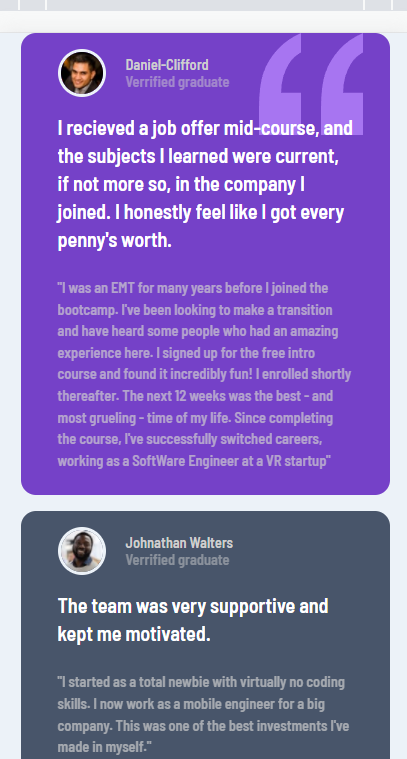 Daniel-Clifford
Verrified graduate
I recieved a job offer mid-course, and
the subjects I learned were current,
if not more so, in the company I
joined. I honestly feel like I got every
penny's worth.
"I was an EMT for many years before I joined the
bootcamp. I've been looking to make a transition
and have heard some people who had an amazing
experience here. I signed up for the free intro
course and found it incredibly fun! I enrolled shortly
thereafter. The next 12 weeks was the best - and
most grueling - time of my life. Since completing
the course, I've successfully switched careers,
working as a SoftWare Engineer at a VR startup"
Johnathan Walters
Verrified graduate
The team was very supportive and
kept me motivated.
"I started as a total newbie with virtually no coding
skills. I now work as a mobile engineer for a big
company. This was one of the best investments I've
made in myself."